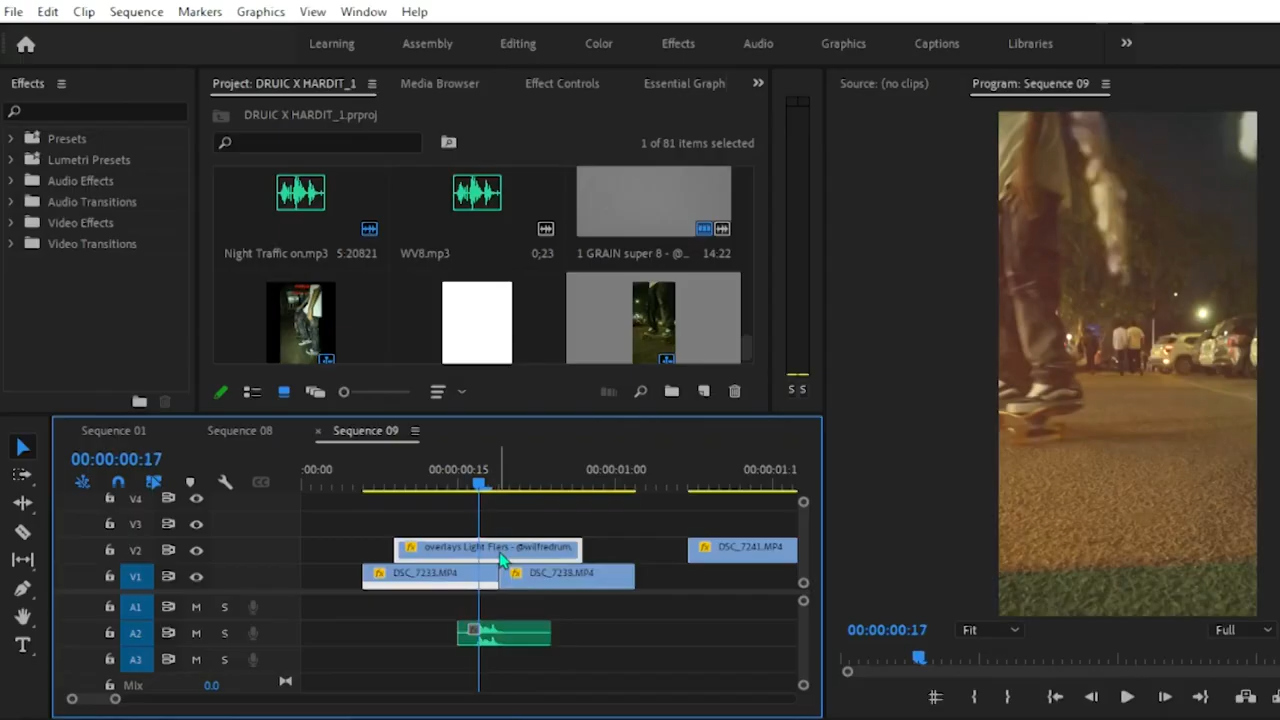 File Edit Clip Sequence Markers Graphics View Window Help
Learning Assembly Editing Color Effects Audio Graphics Captions Libraries
Effects
Project: DRUIC X HARDIT_1 Media Browser Effect Controls Essential Graph
Source: (no clips) Program: Sequence 09
DRUIC X HARDIT_1.prproj
1 of 81 items selected
Presets
Lumetri Presets
Audio Effects
Audio Transitions
Video Effects
Video Transitions
Night Traffic on.mp3 5:20821 WV8.mp3 0;23 1 GRAIN super 8 - @... 14:22
S S
Sequence 01 Sequence 08 × Sequence 09
00:00:00:17
:00:00 00:00:00:15 00:00:01:00 00:00:01:1
V4
V3
V2 overlays Light Fliers - @wilfredrum. DSC_7241.MP4
V1 DSC_7233.MP4 DSC_7238.MP4
A1 M S
A2 M S
A3 M S
Mix 0.0
00:00:00:17 Fit Full